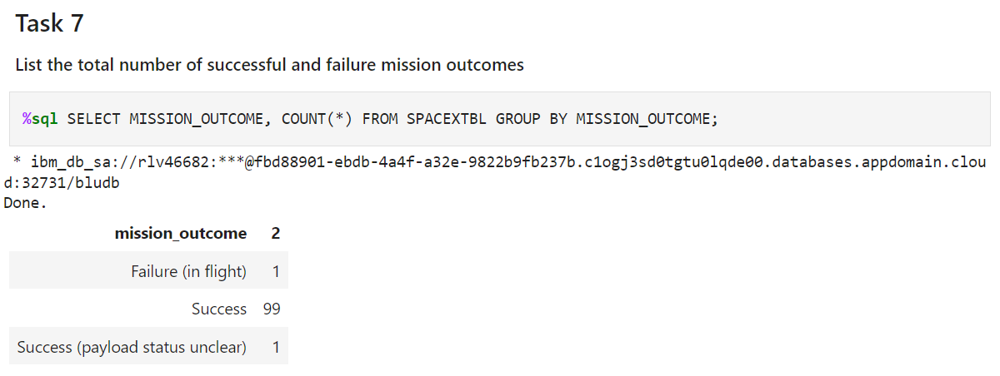 Task 7
List the total number of successful and failure mission outcomes
%sql SELECT MISSION_OUTCOME, COUNT(*) FROM SPACEXTBL GROUP BY MISSION_OUTCOME;
* ibm_db_sa://rlv46682:***@fbd88901-ebdb-4a4f-a32e-9822b9fb237b.c1ogj3sd0tgtu0lqde00.databases.appdomain.clou
d:32731/bludb
Done.
mission_outcome 2
Failure (in flight) 1
Success 99
Success (payload status unclear) 1